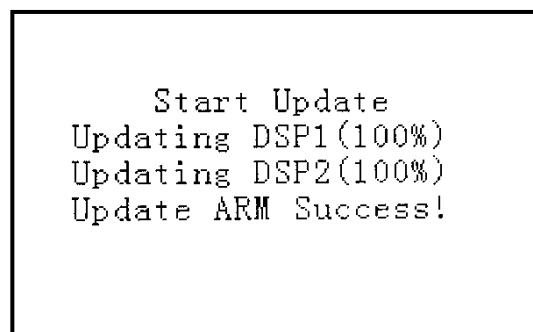 Start Update
Updating DSP1(100%)
Updating DSP2(100%)
Update ARM Success!